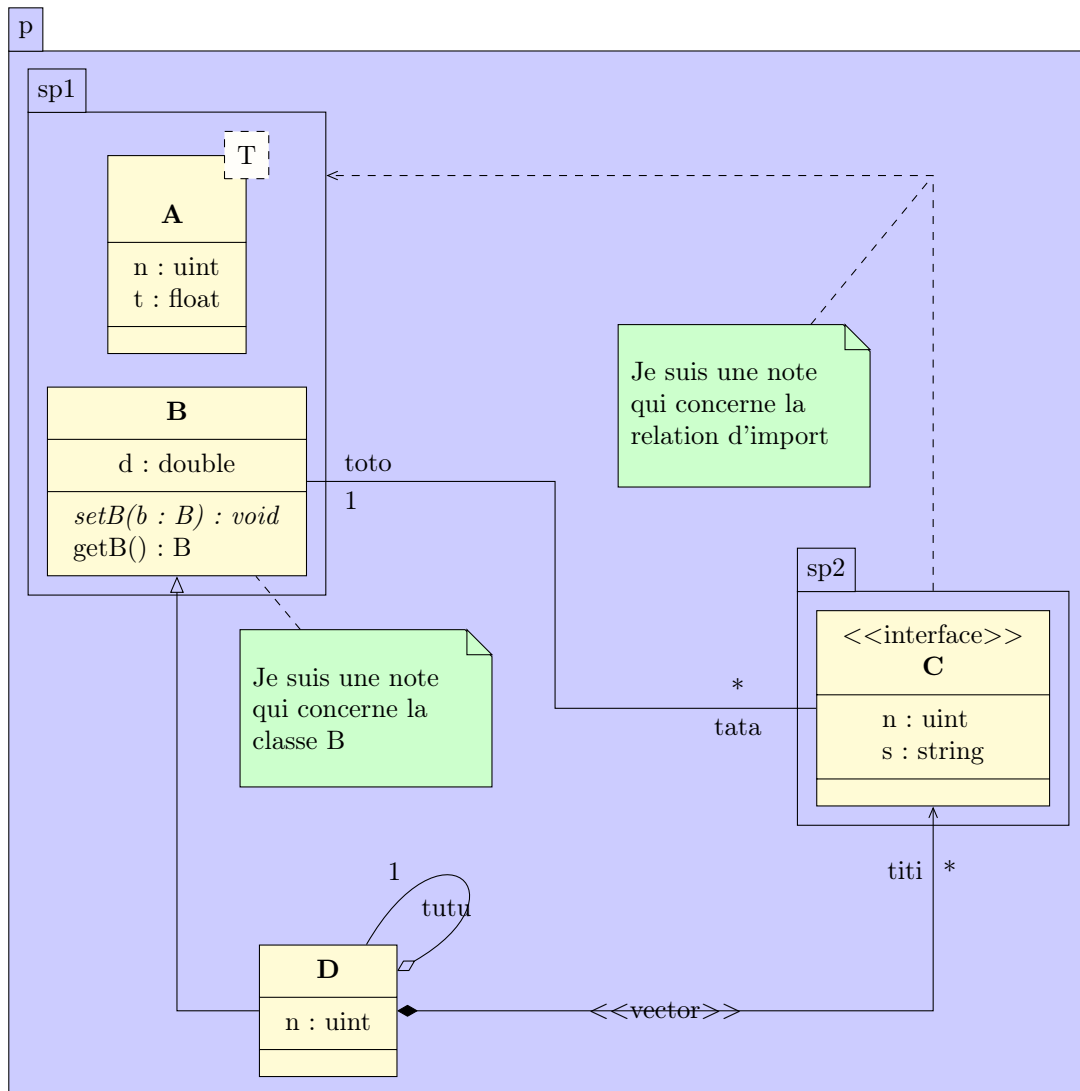 p
sp1
T
A
n : uint
t : float
Je suis une note
qui concerne la
relation d'import
B
d : double
setB(b : B) : void
getB() : B
toto
1
sp2
<<interface>>
C
n : uint
s : string
*
tata
Je suis une note
qui concerne la
classe B
titi *
1
tutu
D
n : uint
<<vector>>